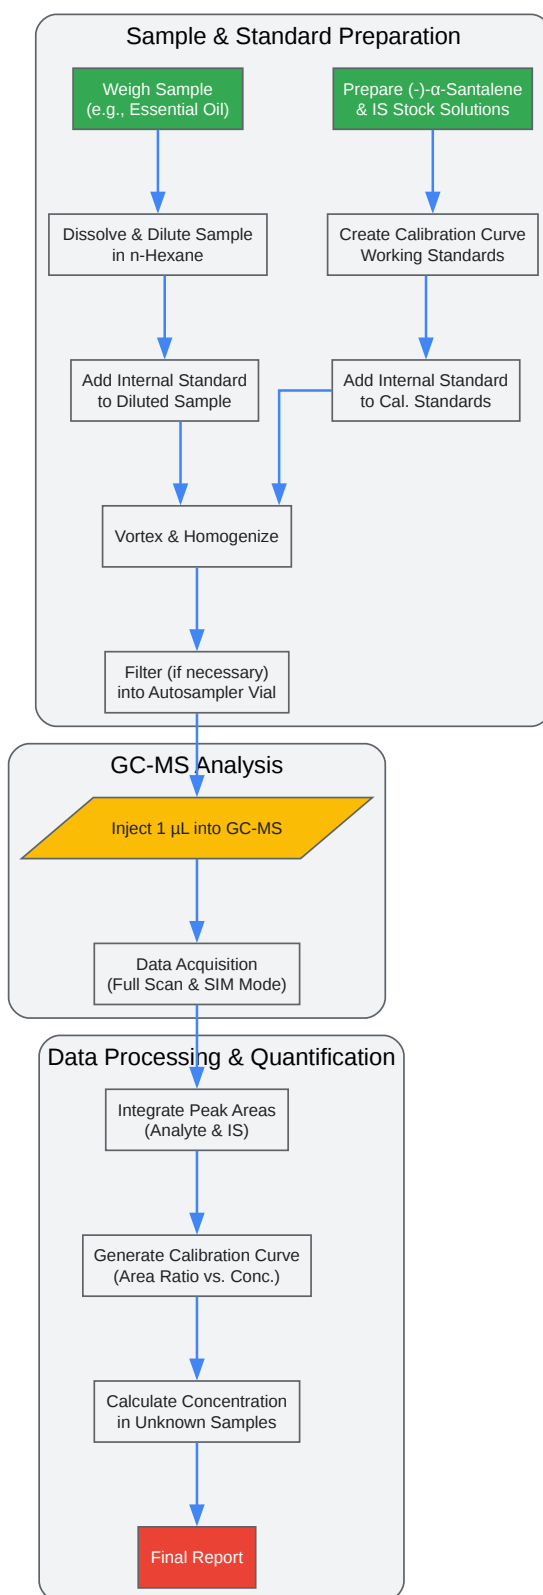 Sample & Standard Preparation
Weigh Sample
(e.g., Essential Oil)
Prepare (-)-α-Santalene
& IS Stock Solutions
Dissolve & Dilute Sample
in n-Hexane
Create Calibration Curve
Working Standards
Add Internal Standard
to Diluted Sample
Add Internal Standard
to Cal. Standards
Vortex & Homogenize
Filter (if necessary)
into Autosampler Vial
GC-MS Analysis
Inject 1 µL into GC-MS
Data Acquisition
(Full Scan & SIM Mode)
Data Processing & Quantification
Integrate Peak Areas
(Analyte & IS)
Generate Calibration Curve
(Area Ratio vs. Conc.)
Calculate Concentration
in Unknown Samples
Final Report